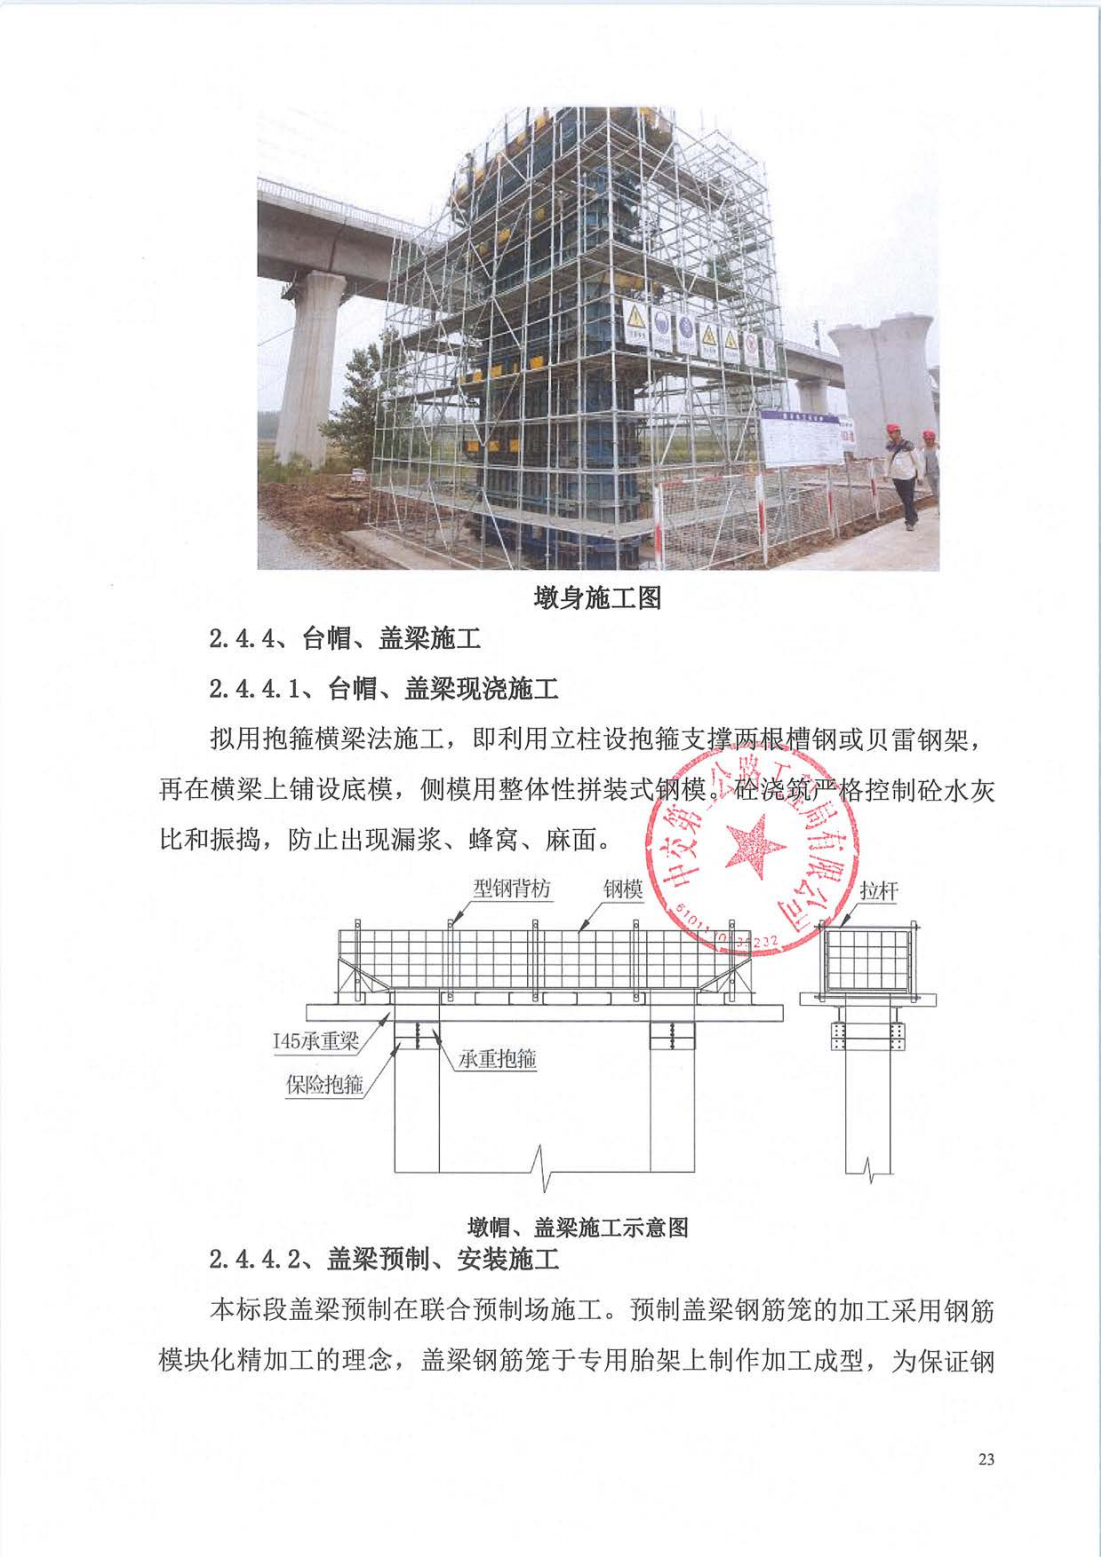 墩身施工图
2.4.4、台帽、盖梁施工
2.4.4.1、台帽、盖梁现浇施工
拟用抱箍横梁法施工，即利用立柱设抱箍支撑两根槽钢或贝雷钢架，
再在横梁上铺设底模，侧模用整体性拼装式钢模。砼浇筑严格控制砼水灰
比和振捣，防止出现漏浆、蜂窝、麻面。
中交第公路工程局有限公司
型钢背枋
钢模
拉杆
I45承重梁
承重抱箍
保险抱箍
墩帽、盖梁施工示意图
2.4.4.2、盖梁预制、安装施工
本标段盖梁预制在联合预制场施工。预制盖梁钢筋笼的加工采用钢筋
模块化精加工的理念，盖梁钢筋笼于专用胎架上制作加工成型，为保证钢
23